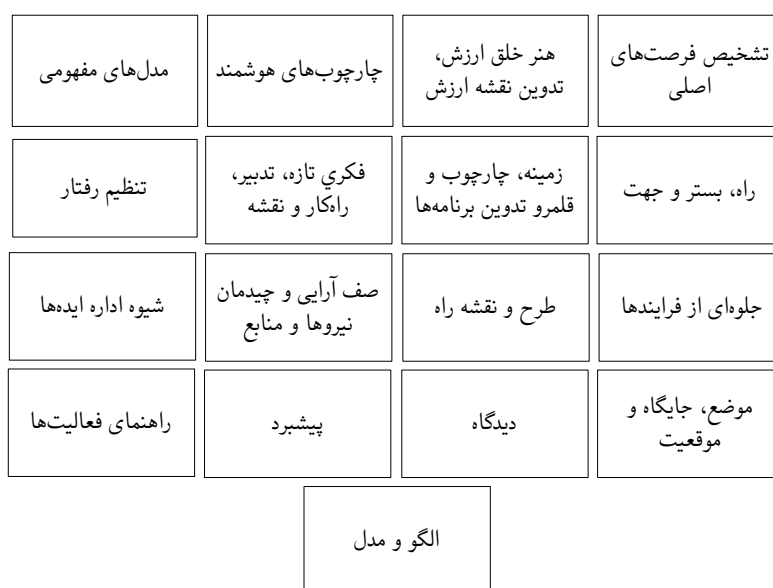 تشخیص فرصت‌های
اصلی
هنر خلق ارزش،
تدوین نقشه ارزش
چارچوب‌های هوشمند
مدل‌های مفهومی
راه، بستر و جهت
زمینه، چارچوب و
قلمرو تدوین برنامه‌ها
فکري تازه، تدبیر،
راه‌کار و نقشه
تنظیم رفتار
جلوه‌ای از فرایندها
طرح و نقشه راه
صف آرایی و چیدمان
نیروها و منابع
شیوه اداره ایده‌ها
موضع، جایگاه و
موقعیت
دیدگاه
پیشبرد
راهنمای فعالیت‌ها
الگو و مدل